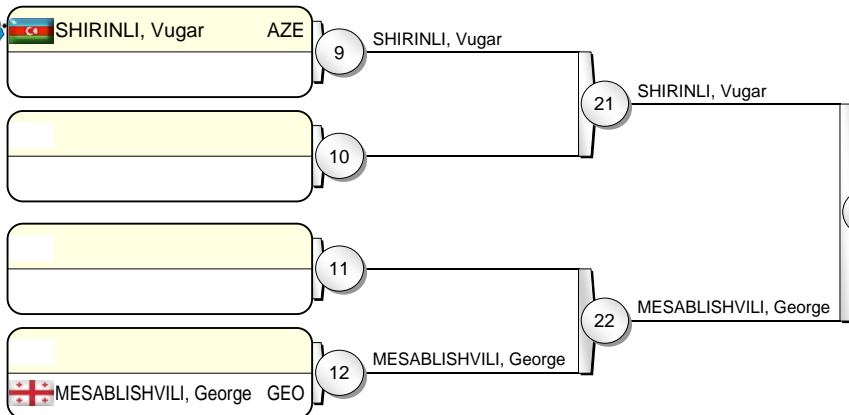 SHIRINLI, Vugar AZE
9
SHIRINLI, Vugar
21
SHIRINLI, Vugar
10
11
22
MESABLISHVILI, George
12
MESABLISHVILI, George
MESABLISHVILI, George GEO